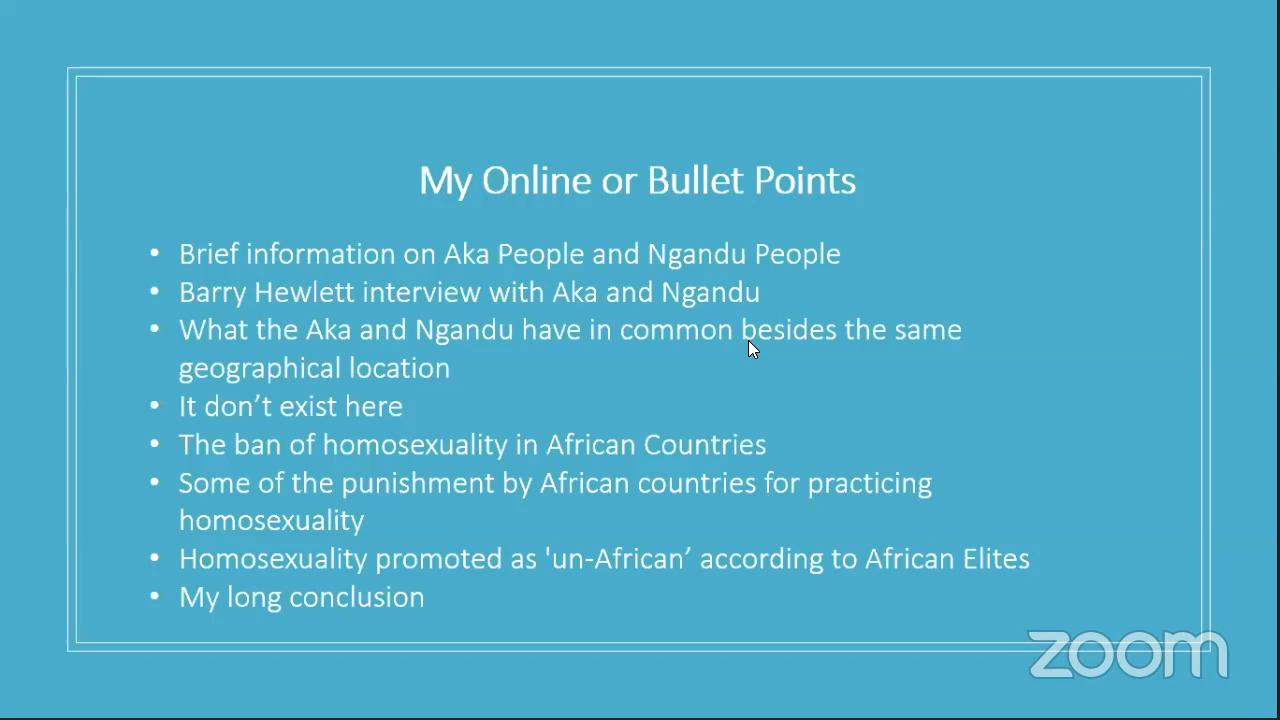 My Online or Bullet Points
• Brief information on Aka People and Ngandu People
• Barry Hewlett interview with Aka and Ngandu
• What the Aka and Ngandu have in common besides the same
geographical location
• It don’t exist here
• The ban of homosexuality in African Countries
• Some of the punishment by African countries for practicing
homosexuality
• Homosexuality promoted as 'un-African’ according to African Elites
• My long conclusion
zoom